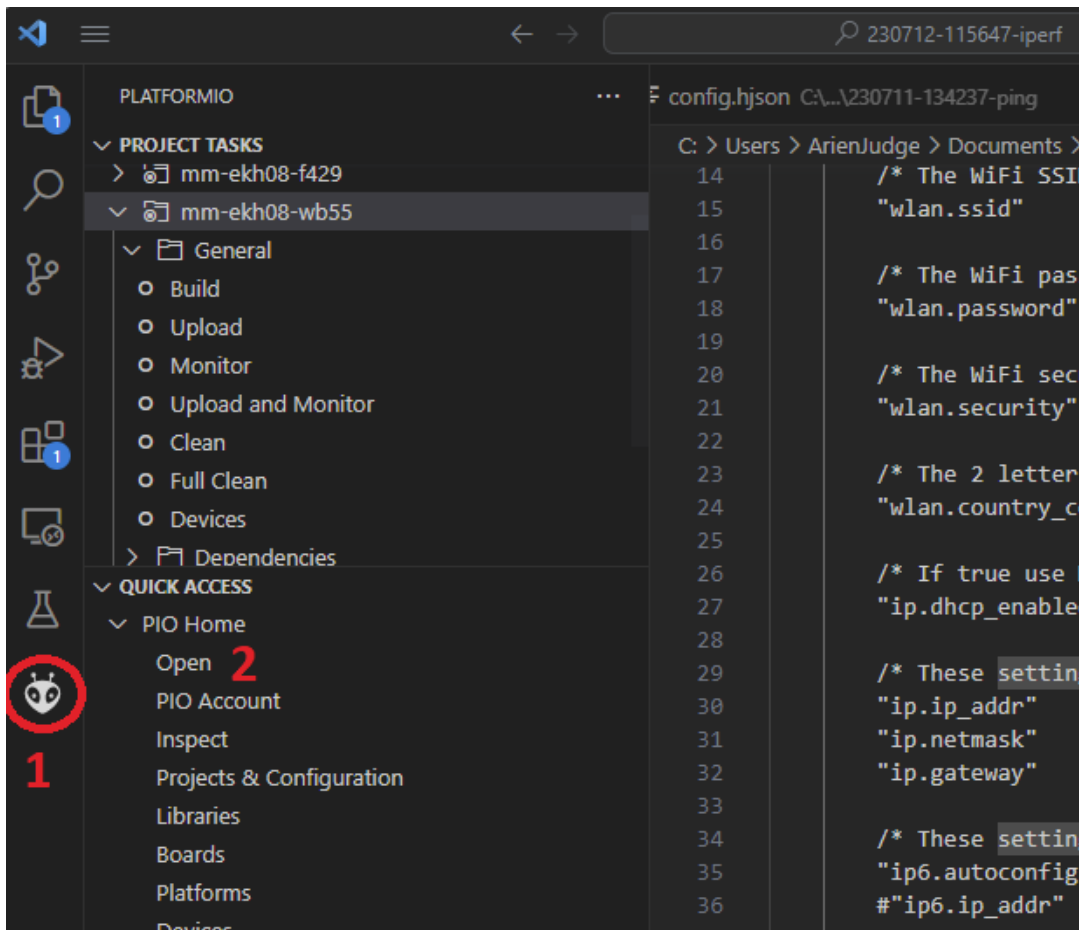 230712-115647-iperf
PLATFORMIO
PROJECT TASKS
mm-ekh08-f429
mm-ekh08-wb55
General
Build
Upload
Monitor
Upload and Monitor
Clean
Full Clean
Devices
Dependencies
QUICK ACCESS
PIO Home
Open 2
PIO Account
Inspect
Projects & Configuration
Libraries
Boards
Platforms
Devices
1
1
1
config.hjson C:\...\230711-134237-ping
C: > Users > ArienJudge > Documents >
14 /* The WiFi SSI
15 "wlan.ssid"
16
17 /* The WiFi pas
18 "wlan.password"
19
20 /* The WiFi sec
21 "wlan.security"
22
23 /* The 2 letter
24 "wlan.country_c
25
26 /* If true use
27 "ip.dhcp_enable
28
29 /* These settin
30 "ip.ip_addr"
31 "ip.netmask"
32 "ip.gateway"
33
34 /* These settin
35 "ip6.autoconfig
36 #"ip6.ip_addr"